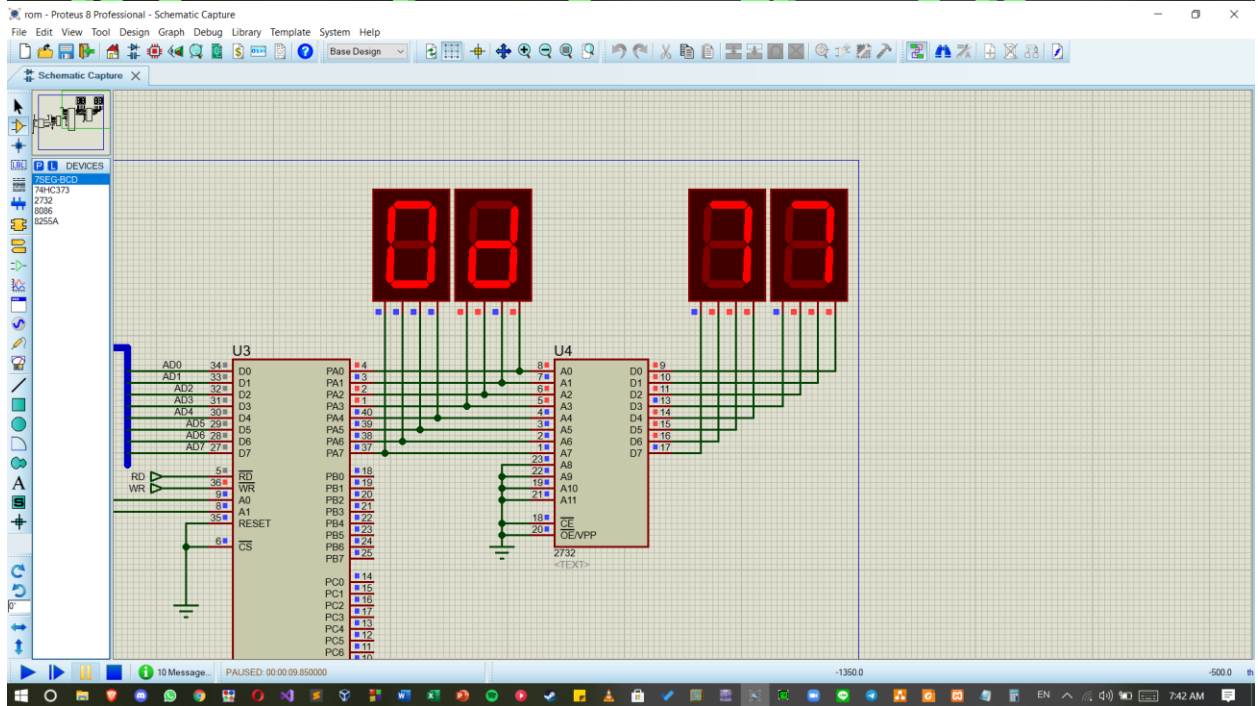 rom - Proteus 8 Professional - Schematic Capture
File Edit View Tool Design Graph Debug Library Template System Help
Base Design
Schematic Capture
P L DEVICES
7SEG-BCD
74HC373
2732
8086
8255A
LBL
A
S
0d 77
U3
AD0 34 D0 PA0 4
AD1 33 D1 PA1 3
AD2 32 D2 PA2 2
AD3 31 D3 PA3 1
AD4 30 D4 PA4 40
AD5 29 D5 PA5 39
AD6 28 D6 PA6 38
AD7 27 D7 PA7 37
RD 5 RD PB0 18
WR 36 WR PB1 19
9 A0 PB2 20
8 A1 PB3 21
35 RESET PB4 22
PB5 23
6 CS PB6 24
PB7 25
PC0 14
PC1 15
PC2 16
PC3 17
PC4 13
PC5 12
PC6 11
10
U4
8 A0 D0 9
7 A1 D1 10
6 A2 D2 11
5 A3 D3 13
4 A4 D4 14
3 A5 D5 15
2 A6 D6 16
1 A7 D7 17
23 A8
22 A9
19 A10
21 A11
18 CE
20 OE/VPP
2732
<TEXT>
10 Message... PAUSED: 00:00:09.850000 -1350.0 -500.0 th
EN 7:42 AM